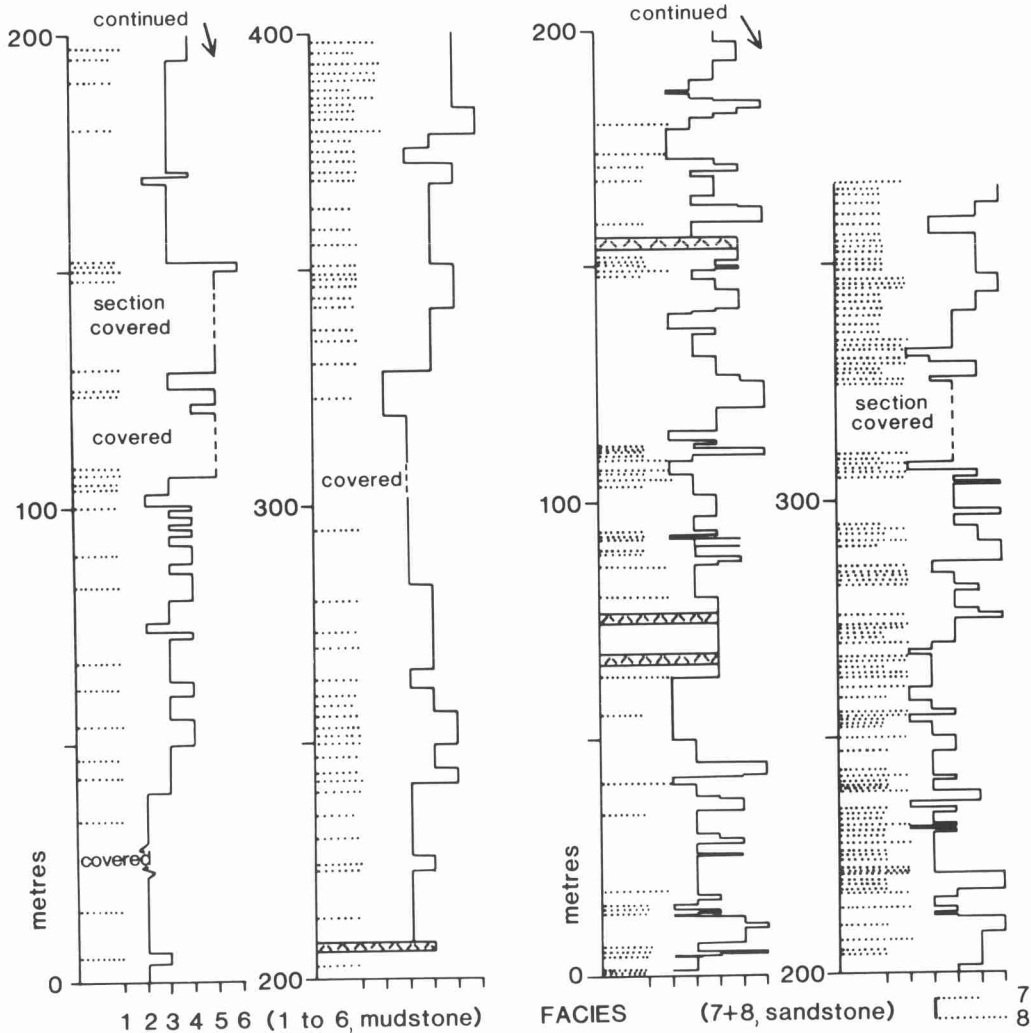 continued
200
section
covered
covered
100
covered
metres
0
400
covered
300
200
continued
200
100
metres
0
section
covered
300
200
1 2 3 4 5 6 (1 to 6, mudstone) FACIES (7+8, sandstone) 7
8